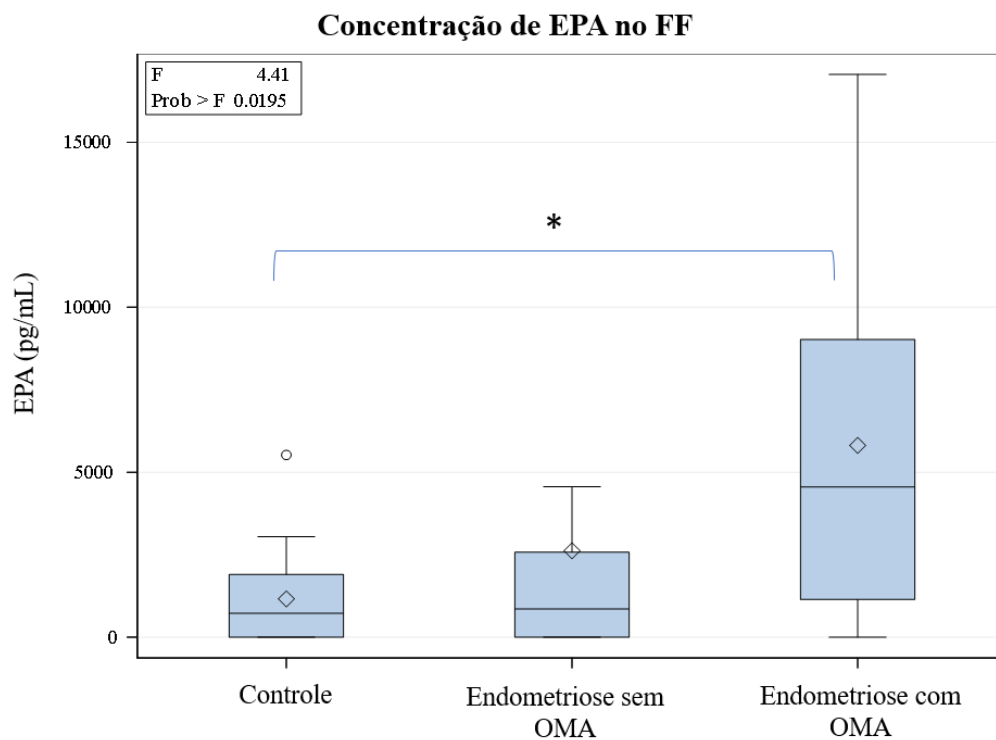 Concentração de EPA no FF
F 4.41
Prob > F 0.0195
EPA (pg/mL)
15000
10000
5000
0
*
Controle
Endometriose sem
OMA
Endometriose com
OMA